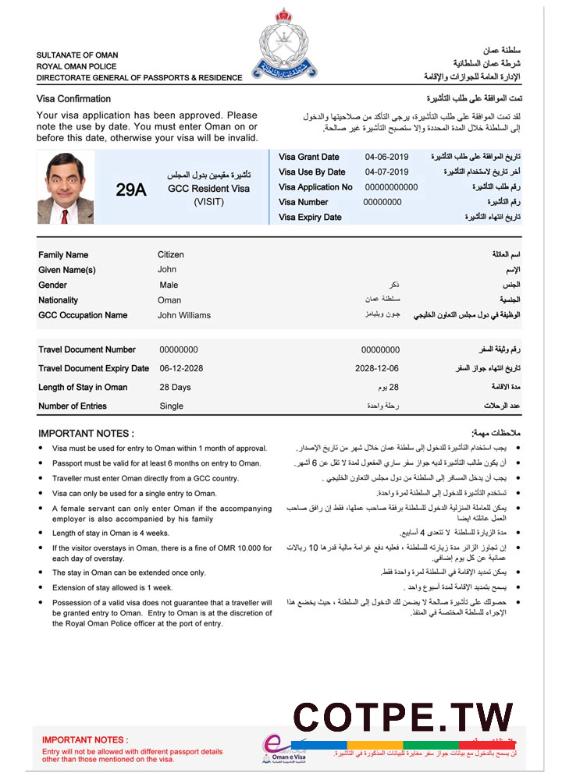 SULTANATE OF OMAN
ROYAL OMAN POLICE
DIRECTORATE GENERAL OF PASSPORTS & RESIDENCE
سلطنة عمان
شرطة عمان السلطانية
الإدارة العامة للجوازات والإقامة
Visa Confirmation
تمت الموافقة على طلب التأشيرة
Your visa application has been approved. Please
note the use by date. You must enter Oman on or
before this date, otherwise your visa will be invalid.
لقد تمت الموافقة على طلب التأشيرة، يرجى التأكد من صلاحيتها والدخول
إلى السلطنة خلال المدة المحددة وإلا ستصبح التأشيرة غير صالحة.
29A
تأشيرة مقيمين بدول المجلس
GCC Resident Visa
(VISIT)
Visa Grant Date 04-06-2019 تاريخ الموافقة على طلب التأشيرة
Visa Use By Date 04-07-2019 أخر تاريخ لاستخدام التأشيرة
Visa Application No 00000000000 رقم طلب التأشيرة
Visa Number 00000000 رقم التأشيرة
Visa Expiry Date تاريخ انتهاء التأشيرة
Family Name Citizen اسم العائلة
Given Name(s) John الإسم
Gender Male ذكر الجنس
Nationality Oman سلطنة عمان الجنسية
GCC Occupation Name John Williams جون ويليامز الوظيفة في دول مجلس التعاون الخليجي
Travel Document Number 00000000 00000000 رقم وثيقة السفر
Travel Document Expiry Date 06-12-2028 2028-12-06 تاريخ انتهاء جواز السفر
Length of Stay in Oman 28 Days 28 يوم مدة الاقامة
Number of Entries Single رحلة واحدة عدد الرحلات
IMPORTANT NOTES :
• Visa must be used for entry to Oman within 1 month of approval.
• Passport must be valid for at least 6 months on entry to Oman.
• Traveller must enter Oman directly from a GCC country.
• Visa can only be used for a single entry to Oman.
• A female servant can only enter Oman if the accompanying
employer is also accompanied by his family
• Length of stay in Oman is 4 weeks.
• If the visitor overstays in Oman, there is a fine of OMR 10.000 for
each day of overstay.
• The stay in Oman can be extended once only.
• Extension of stay allowed is 1 week.
• Possession of a valid visa does not guarantee that a traveller will
be granted entry to Oman. Entry to Oman is at the discretion of
the Royal Oman Police officer at the port of entry.
ملاحظات مهمة:
• يجب استخدام التأشيرة للدخول إلى سلطنة عمان خلال شهر من تاريخ الإصدار.
• أن يكون طالب التأشيرة لديه جواز سفر ساري المفعول لمدة لا تقل عن 6 أشهر.
• يجب أن يدخل المسافر إلى السلطنة من دول مجلس التعاون الخليجي .
• تستخدم التأشيرة للدخول إلى السلطنة لمرة واحدة.
• يمكن للعاملة المنزلية الدخول للسلطنة برفقة صاحب عملها، فقط إن رافق صاحب
العمل عائلته ايضا
• مدة الزيارة للسلطنة لا تتعدى 4 أسابيع.
• إن تجاوز الزائر مدة زيارته للسلطنة ، فعليه دفع غرامة مالية قدرها 10 ريالات
عمانية عن كل يوم إضافي.
• يمكن تمديد الإقامة في السلطنة لمرة واحدة فقط.
• يسمح بتمديد الإقامة لمدة أسبوع واحد .
• حصولك على تأشيرة صالحة لا يضمن لك الدخول إلى السلطنة ، حيث يخضع هذا
الإجراء للسلطة المختصة في المنفذ.
COTPE.TW
IMPORTANT NOTES :
Entry will not be allowed with different passport details
other than those mentioned on the visa.
Oman e Visa
لن يسمح بالدخول مع بيانات جواز سفر مغايرة للبيانات المذكورة في التأشيرة.